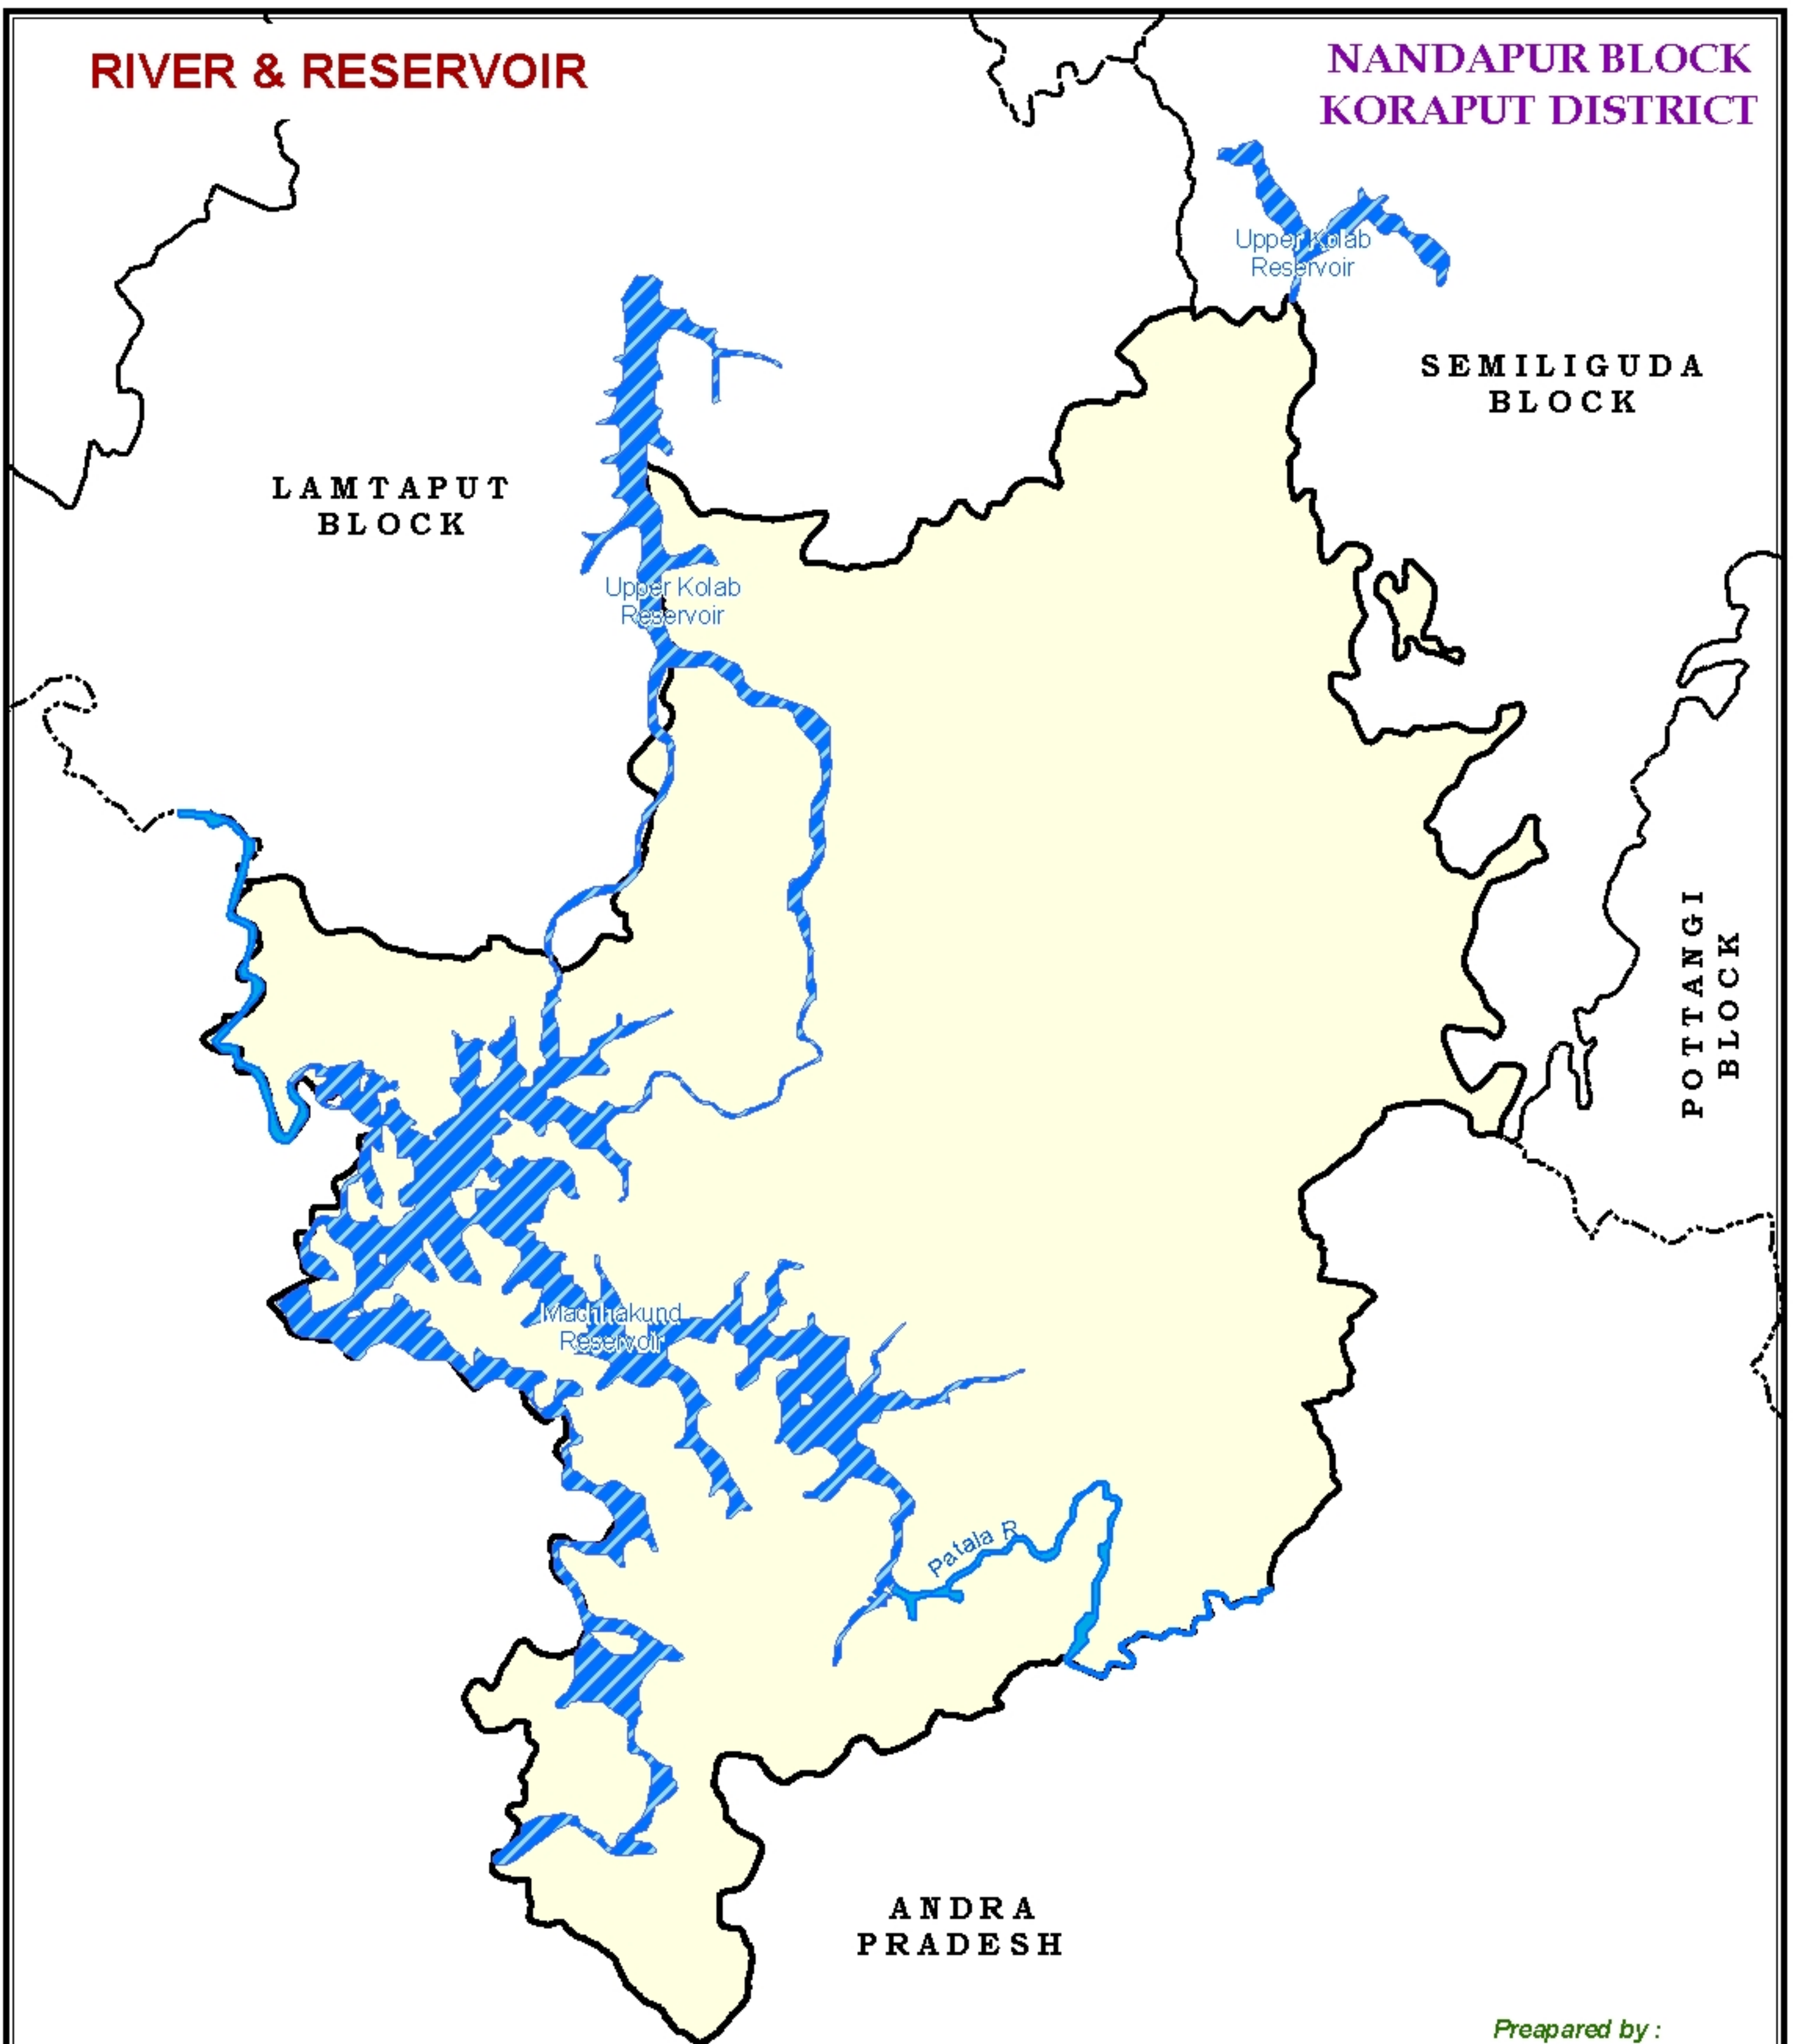 RIVER & RESERVOIR
NANDAPUR BLOCK
KORAPUT DISTRICT
Upper Kolab
Reservoir
SEMILIGUDA
BLOCK
LAMTAPUT
BLOCK
Upper Kolab
Reservoir
POTTANGI
BLOCK
Machhakund
Reservoir
Patala R
ANDRA
PRADESH
Preapared by :